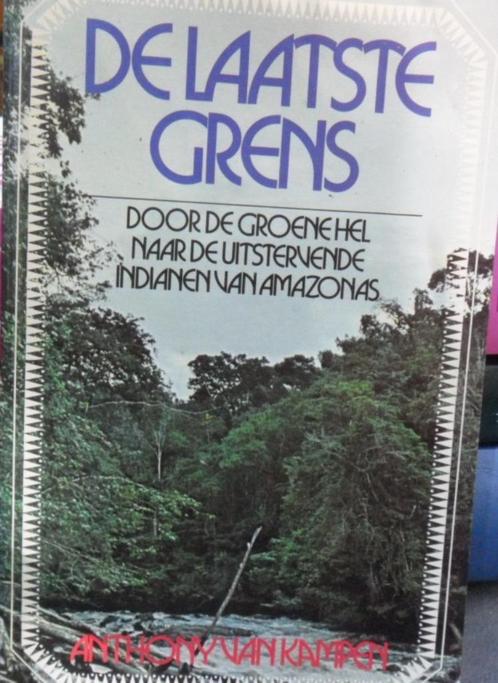 DE LAATSTE
GRENS
DOOR DE GROENE HEL
NAAR DE UITSTERVENDE
INDIANEN VAN AMAZONAS
ANTHONY VAN KAMPEN